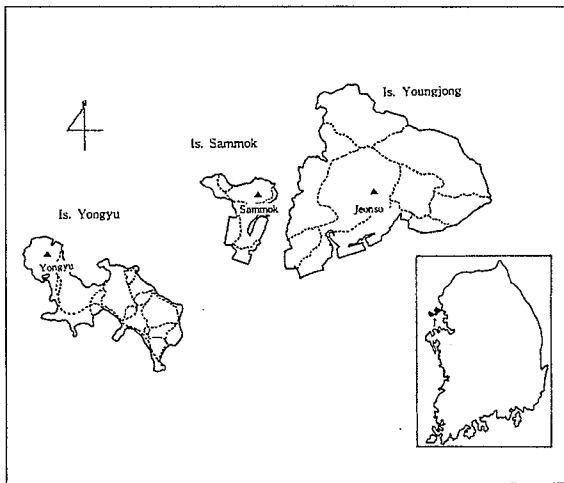 Is. Youngjong
Is. Sammok
Sammok
Jeonso
Is. Yongyu
Yongyu